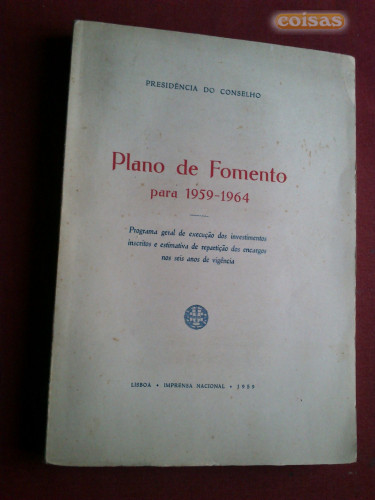 coisas
PRESIDÊNCIA DO CONSELHO
Plano de Fomento
para 1959-1964
Programa geral de execução dos investimentos
inscritos e estimativa de repartição dos encargos
nos seis anos de vigência
LISBOA • IMPRENSA NACIONAL • 1959